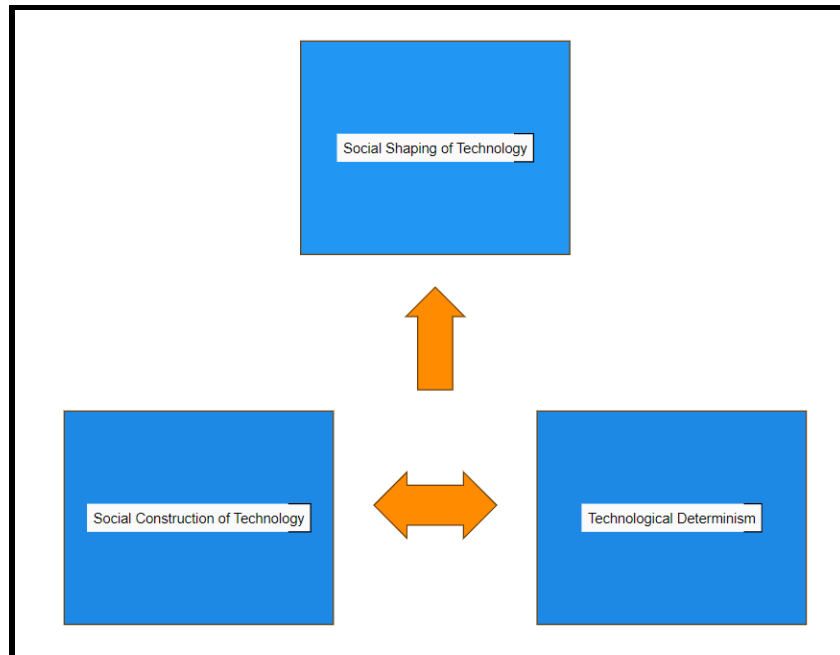 Social Shaping of Technology
Social Construction of Technology
Technological Determinism